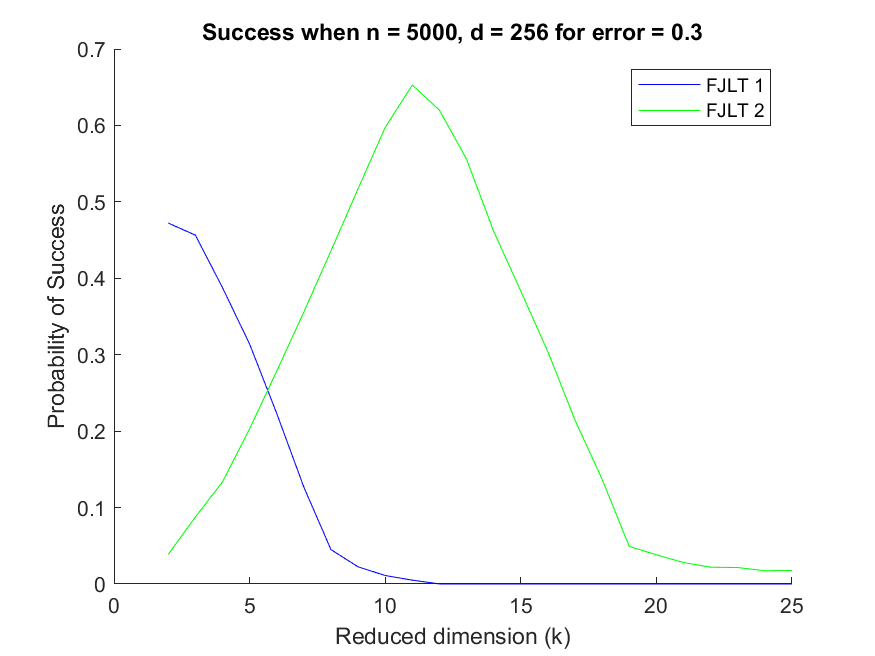 Success when n = 5000, d = 256 for error = 0.3
FJLT 1
FJLT 2
Probability of Success
0.7
0.6
0.5
0.4
0.3
0.2
0.1
0
0 5 10 15 20 25
Reduced dimension (k)